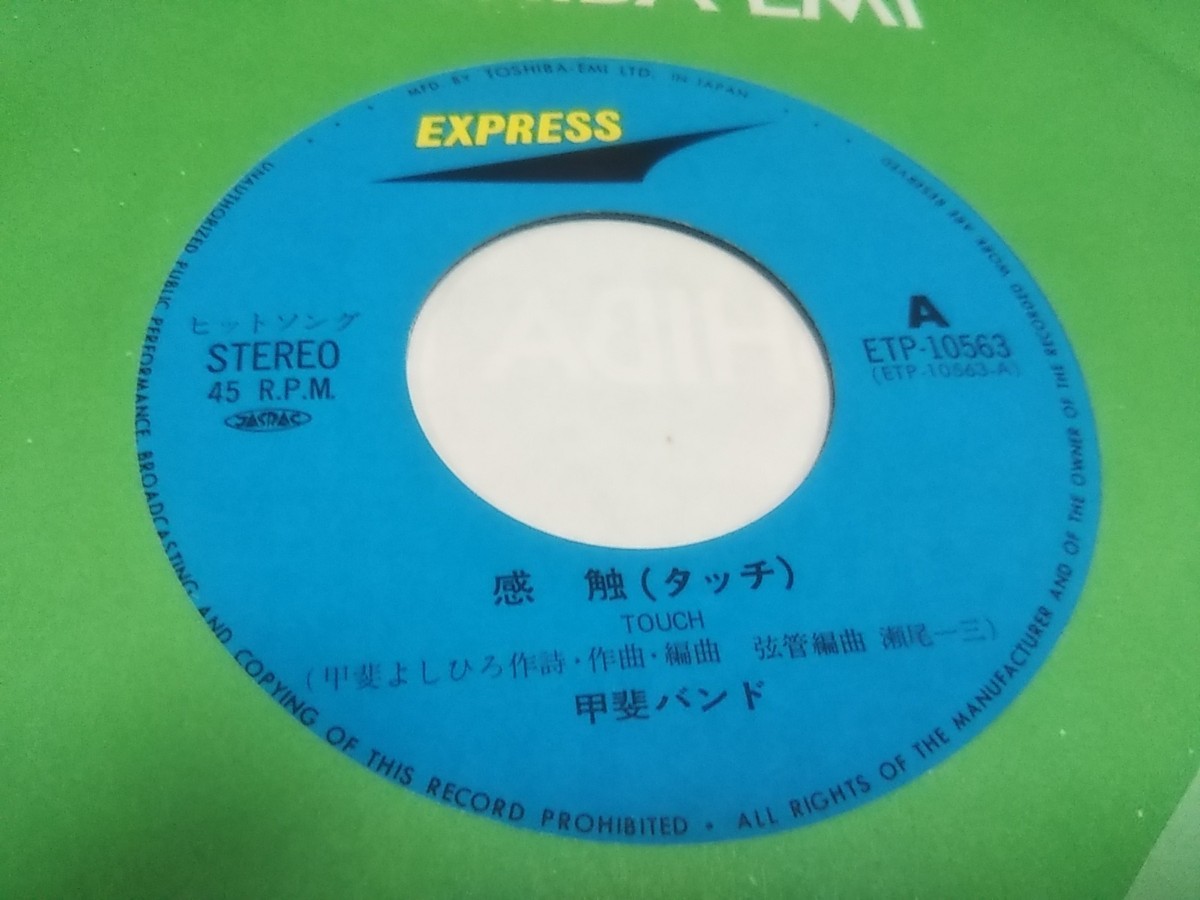 EMI
MFD. BY TOSHIBA-EMI LTD. IN JAPAN
EXPRESS
ヒットソング
STEREO
45 R.P.M.
JASRAC
A
ETP-10563
(ETP-10563-A)
感 触(タッチ)
TOUCH
(甲斐よしひろ作詩・作曲・編曲 弦管編曲 瀬尾一三)
甲斐バンド
UNAUTHORIZED PUBLIC PERFORMANCE BROADCASTING AND COPYING OF THIS RECORD PROHIBITED • ALL RIGHTS OF THE MANUFACTURER AND OF THE OWNER OF THE RECORDED WORK ARE RESERVED